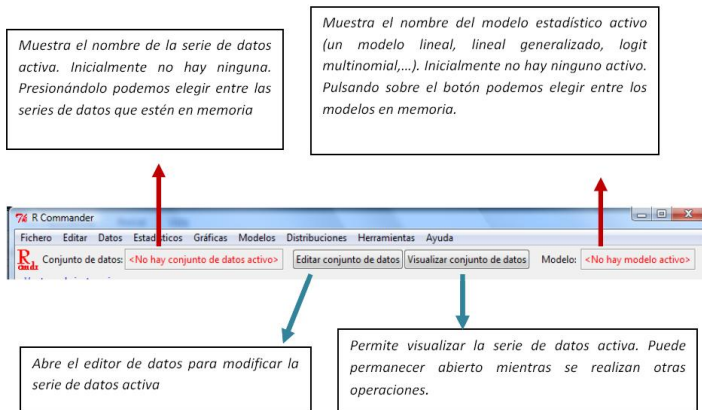 Muestra el nombre de la serie de datos
activa. Inicialmente no hay ninguna.
Presionándolo podemos elegir entre las
series de datos que estén en memoria
Muestra el nombre del modelo estadístico activo
(un modelo lineal, lineal generalizado, logit
multinomial,...). Inicialmente no hay ninguno activo.
Pulsando sobre el botón podemos elegir entre los
modelos en memoria.
R Commander
Fichero Editar Datos Estadísticos Gráficas Modelos Distribuciones Herramientas Ayuda
R cmdr Conjunto de datos: <No hay conjunto de datos activo> Editar conjunto de datos Visualizar conjunto de datos Modelo: <No hay modelo activo>
Abre el editor de datos para modificar la
serie de datos activa
Permite visualizar la serie de datos activa. Puede
permanecer abierto mientras se realizan otras
operaciones.